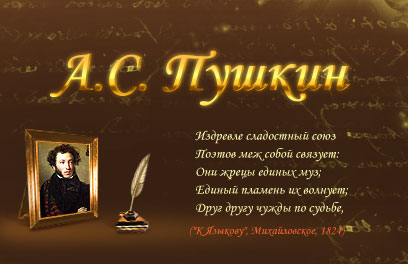 А.С. Пушкин
Издревле сладостный союз
Поэтов меж собой связует:
Они жрецы единых муз;
Единый пламень их волнует;
Друг другу чужды по судьбе,
("К Языкову", Михайловское, 1824)